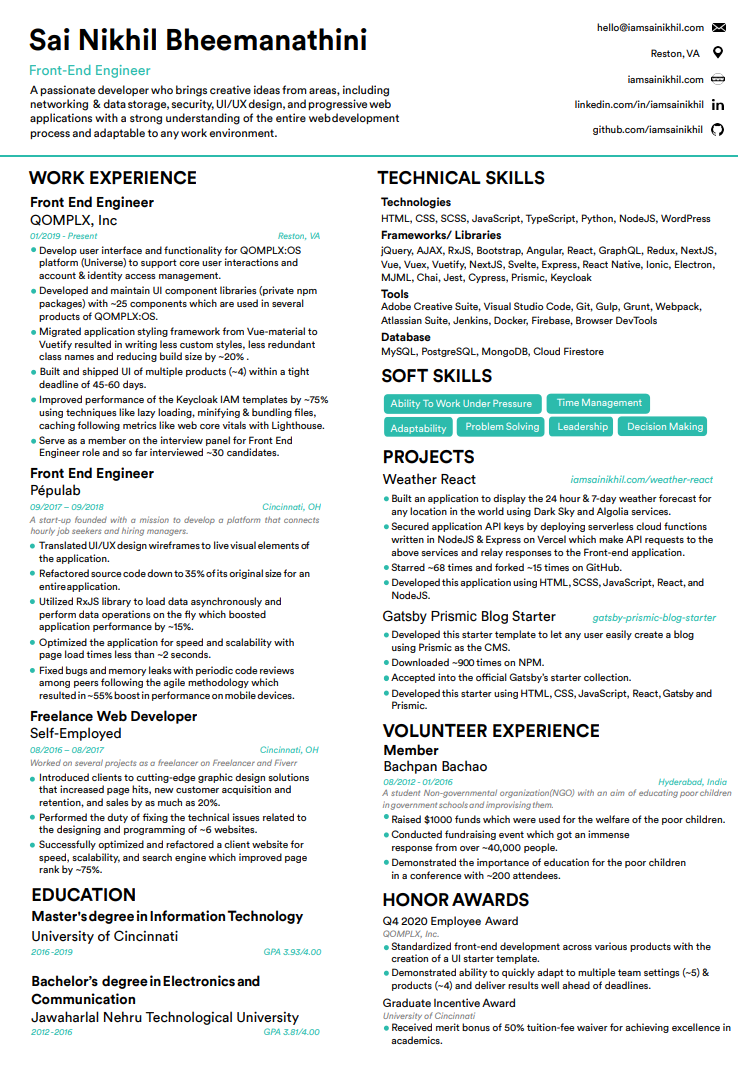 Sai Nikhil Bheemanathini
Front-End Engineer
A passionate developer who brings creative ideas from areas, including
networking & data storage, security, UI/UX design, and progressive web
applications with a strong understanding of the entire web development
process and adaptable to any work environment.
hello@iamsainikhil.com
Reston, VA
iamsainikhil.com
linkedin.com/in/iamsainikhil
github.com/iamsainikhil
WORK EXPERIENCE
Front End Engineer
QOMPLX, Inc
01/2019 - Present Reston, VA
Develop user interface and functionality for QOMPLX:OS
platform (Universe) to support core user interactions and
account & identity access management.
Developed and maintain UI component libraries (private npm
packages) with ~25 components which are used in several
products of QOMPLX:OS.
Migrated application styling framework from Vue-material to
Vuetify resulted in writing less custom styles, less redundant
class names and reducing build size by ~20% .
Built and shipped UI of multiple products (~4) within a tight
deadline of 45-60 days.
Improved performance of the Keycloak IAM templates by ~75%
using techniques like lazy loading, minifying & bundling files,
caching following metrics like web core vitals with Lighthouse.
Serve as a member on the interview panel for Front End
Engineer role and so far interviewed ~30 candidates.
Front End Engineer
Pépulab
09/2017 – 09/2018 Cincinnati, OH
A start-up founded with a mission to develop a platform that connects
hourly job seekers and hiring managers.
Translated UI/UX design wireframes to live visual elements of
the application.
Refactored source code down to 35% of its original size for an
entire application.
Utilized RxJS library to load data asynchronously and
perform data operations on the fly which boosted
application performance by ~15%.
Optimized the application for speed and scalability with
page load times less than ~2 seconds.
Fixed bugs and memory leaks with periodic code reviews
among peers following the agile methodology which
resulted in ~55% boost in performance on mobile devices.
Freelance Web Developer
Self-Employed
08/2016 – 08/2017 Cincinnati, OH
Worked on several projects as a freelancer on Freelancer and Fiverr
Introduced clients to cutting-edge graphic design solutions
that increased page hits, new customer acquisition and
retention, and sales by as much as 20%.
Performed the duty of fixing the technical issues related to
the designing and programming of ~6 websites.
Successfully optimized and refactored a client website for
speed, scalability, and search engine which improved page
rank by ~75%.
EDUCATION
Master's degree in Information Technology
University of Cincinnati
2016 -2019 GPA 3.93/4.00
Bachelor's degree in Electronics and
Communication
Jawaharlal Nehru Technological University
2012 -2016 GPA 3.81/4.00
TECHNICAL SKILLS
Technologies
HTML, CSS, SCSS, JavaScript, TypeScript, Python, NodeJS, WordPress
Frameworks/ Libraries
jQuery, AJAX, RxJS, Bootstrap, Angular, React, GraphQL, Redux, NextJS,
Vue, Vuex, Vuetify, NextJS, Svelte, Express, React Native, Ionic, Electron,
MJML, Chai, Jest, Cypress, Prismic, Keycloak
Tools
Adobe Creative Suite, Visual Studio Code, Git, Gulp, Grunt, Webpack,
Atlassian Suite, Jenkins, Docker, Firebase, Browser DevTools
Database
MySQL, PostgreSQL, MongoDB, Cloud Firestore
SOFT SKILLS
Ability To Work Under Pressure Time Management
Adaptability Problem Solving Leadership Decision Making
PROJECTS
Weather React iamsainikhil.com/weather-react
Built an application to display the 24 hour & 7-day weather forecast for
any location in the world using Dark Sky and Algolia services.
Secured application API keys by deploying serverless cloud functions
written in NodeJS & Express on Vercel which make API requests to the
above services and relay responses to the Front-end application.
Starred ~68 times and forked ~15 times on GitHub.
Developed this application using HTML, SCSS, JavaScript, React, and
NodeJS.
Gatsby Prismic Blog Starter gatsby-prismic-blog-starter
Developed this starter template to let any user easily create a blog
using Prismic as the CMS.
Downloaded ~900 times on NPM.
Accepted into the official Gatsby's starter collection.
Developed this starter using HTML, CSS, JavaScript, React, Gatsby and
Prismic.
VOLUNTEER EXPERIENCE
Member
Bachpan Bachao
08/2012 - 01/2016 Hyderabad, India
A student Non-governmental organization(NGO) with an aim of educating poor children
in government schools and improvising them.
Raised $1000 funds which were used for the welfare of the poor children.
Conducted fundraising event which got an immense
response from over ~40,000 people.
Demonstrated the importance of education for the poor children
in a conference with ~200 attendees.
HONOR AWARDS
Q4 2020 Employee Award
QOMPLX, Inc.
Standardized front-end development across various products with the
creation of a UI starter template.
Demonstrated ability to quickly adapt to multiple team settings (~5) &
products (~4) and deliver results well ahead of deadlines.
Graduate Incentive Award
University of Cincinnati
Received merit bonus of 50% tuition-fee waiver for achieving excellence in
academics.